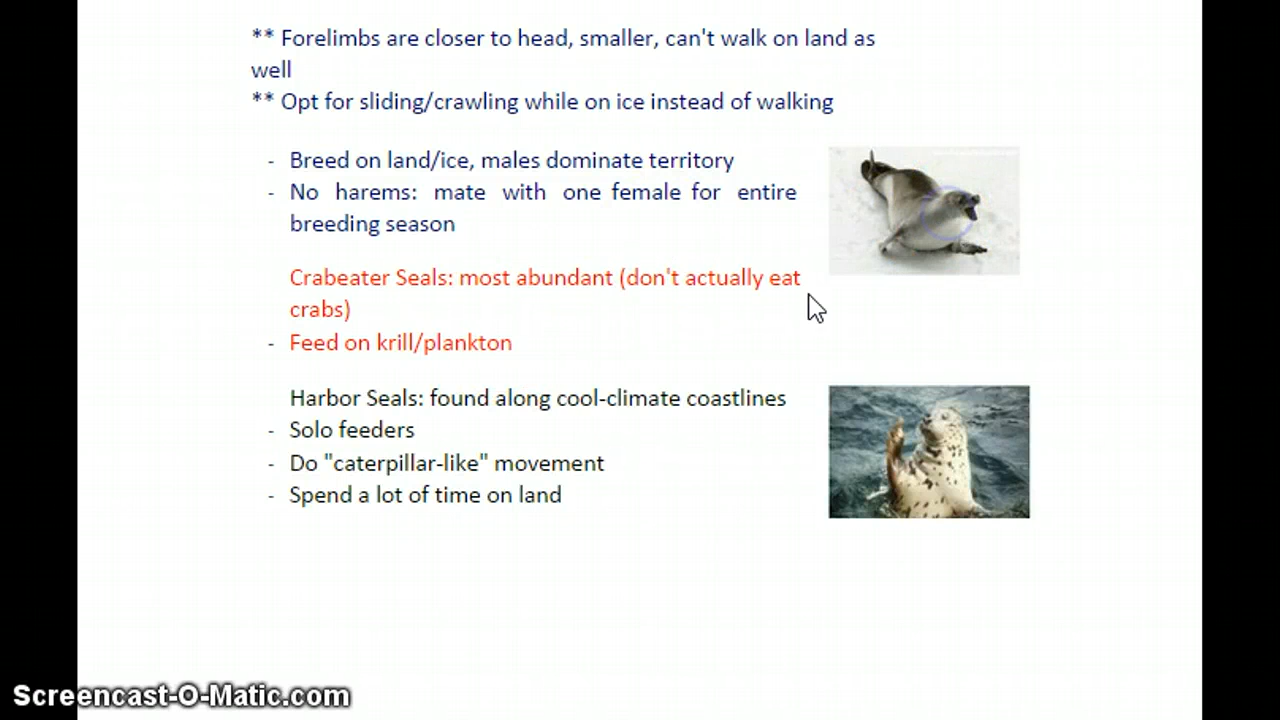 ** Forelimbs are closer to head, smaller, can't walk on land as
well
** Opt for sliding/crawling while on ice instead of walking
- Breed on land/ice, males dominate territory
- No harems: mate with one female for entire
breeding season
Crabeater Seals: most abundant (don't actually eat
crabs)
- Feed on krill/plankton
Harbor Seals: found along cool-climate coastlines
- Solo feeders
- Do "caterpillar-like" movement
- Spend a lot of time on land
Screencast-O-Matic.com